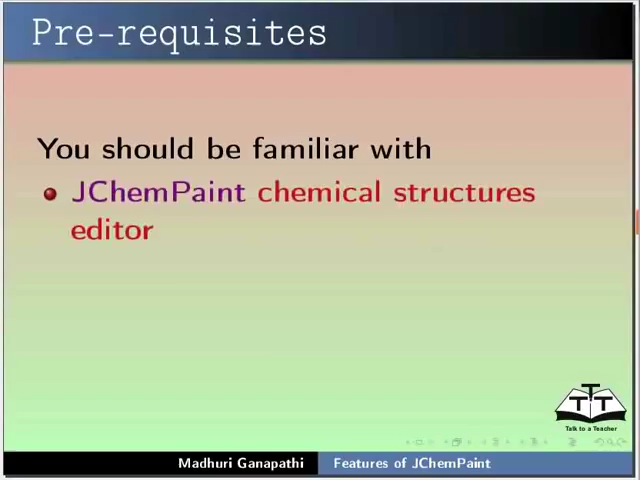 Pre-requisites
You should be familiar with
JChemPaint chemical structures
editor
TTT
Talk to a Teacher
Madhuri Ganapathi
Features of JChemPaint